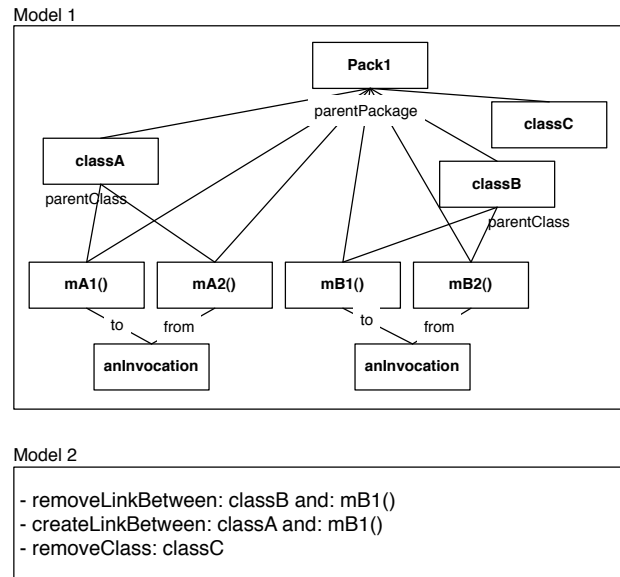 Model 1
Pack1
parentPackage
classC
classA
classB
parentClass
parentClass
mA1()
mA2()
mB1()
mB2()
to
from
to
from
anInvocation
anInvocation
Model 2
- removeLinkBetween: classB and: mB1()
- createLinkBetween: classA and: mB1()
- removeClass: classC